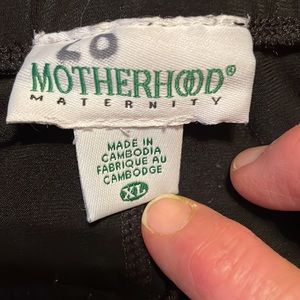 20
MOTHERHOOD®
MATERNITY
MADE IN
CAMBODIA
FABRIQUE AU
CAMBODGE
XL